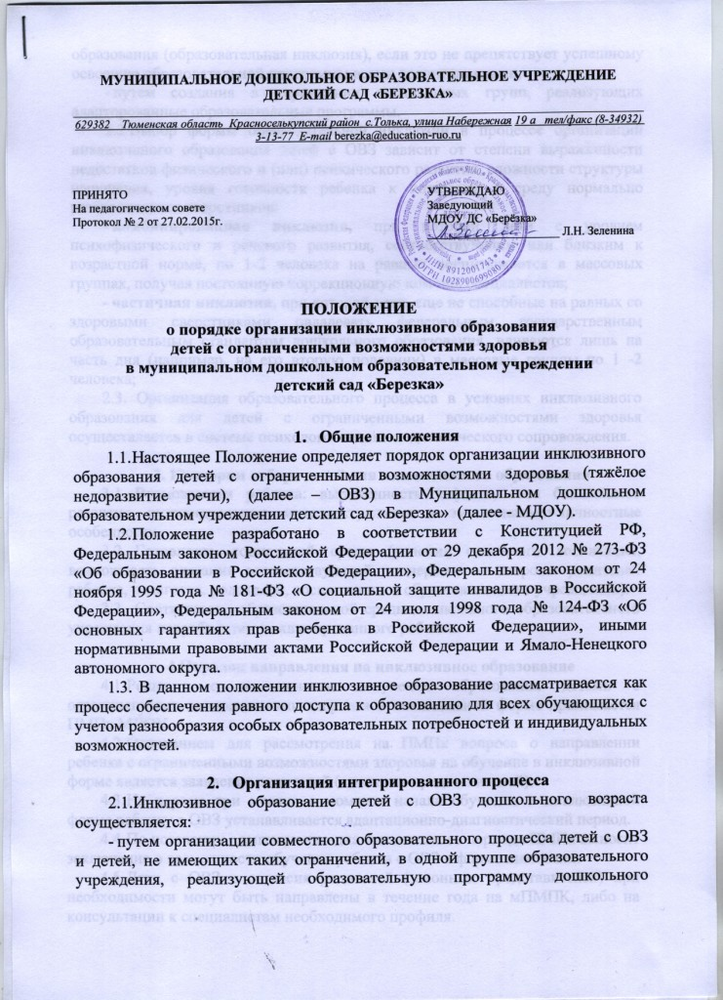 МУНИЦИПАЛЬНОЕ ДОШКОЛЬНОЕ ОБРАЗОВАТЕЛЬНОЕ УЧРЕЖДЕНИЕ
ДЕТСКИЙ САД «БЕРЕЗКА»
629382 Тюменская область Красноселькупский район с.Толька, улица Набережная 19 а тел/факс (8-34932)
3-13-77 E-mail berezka@education-ruo.ru
ПРИНЯТО
На педагогическом совете
Протокол № 2 от 27.02.2015г.
УТВЕРЖДАЮ
Заведующий
МДОУ ДС «Берёзка»
Л.Н. Зеленина
ИНН 8912001743
ОГРН 1028900699080
ПОЛОЖЕНИЕ
о порядке организации инклюзивного образования
детей с ограниченными возможностями здоровья
в муниципальном дошкольном образовательном учреждении
детский сад «Березка»
1. Общие положения
1.1.Настоящее Положение определяет порядок организации инклюзивного
образования детей с ограниченными возможностями здоровья (тяжёлое
недоразвитие речи), (далее – ОВЗ) в Муниципальном дошкольном
образовательном учреждении детский сад «Березка» (далее - МДОУ).
1.2.Положение разработано в соответствии с Конституцией РФ,
Федеральным законом Российской Федерации от 29 декабря 2012 № 273-ФЗ
«Об образовании в Российской Федерации», Федеральным законом от 24
ноября 1995 года № 181-ФЗ «О социальной защите инвалидов в Российской
Федерации», Федеральным законом от 24 июля 1998 года № 124-ФЗ «Об
основных гарантиях прав ребенка в Российской Федерации», иными
нормативными правовыми актами Российской Федерации и Ямало-Ненецкого
автономного округа.
1.3. В данном положении инклюзивное образование рассматривается как
процесс обеспечения равного доступа к образованию для всех обучающихся с
учетом разнообразия особых образовательных потребностей и индивидуальных
возможностей.
2. Организация интегрированного процесса
2.1.Инклюзивное образование детей с ОВЗ дошкольного возраста
осуществляется:
- путем организации совместного образовательного процесса детей с ОВЗ
и детей, не имеющих таких ограничений, в одной группе образовательного
учреждения, реализующей образовательную программу дошкольного